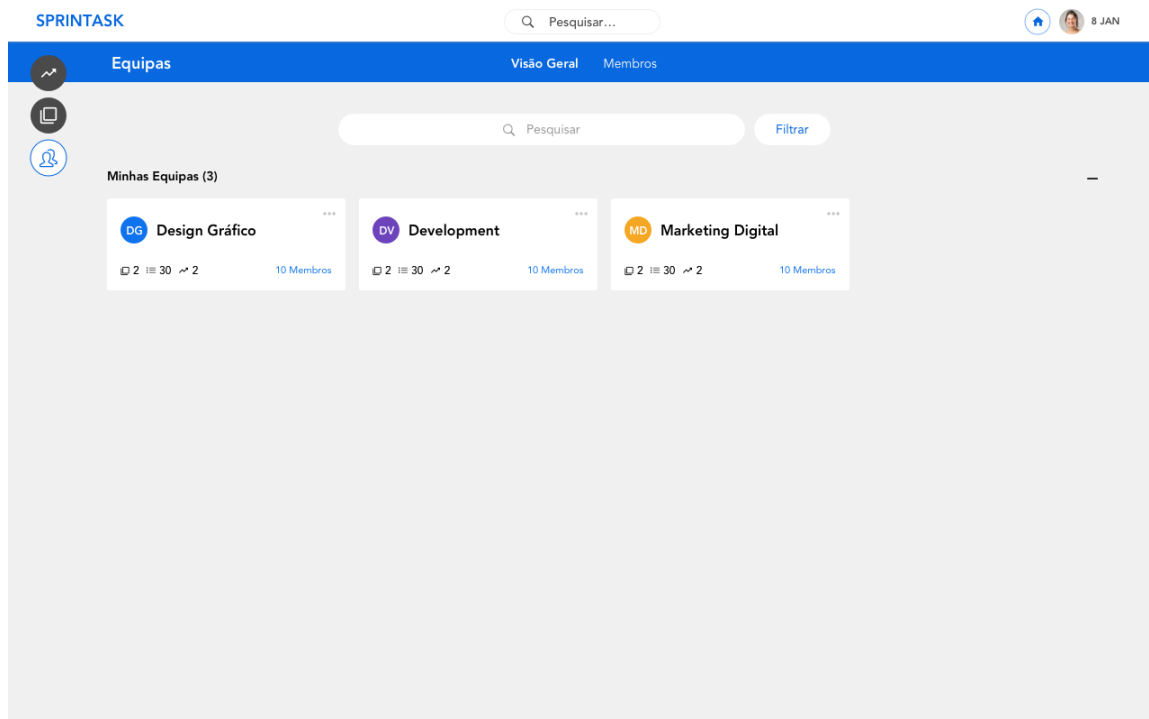 SPRINTASK
Pesquisar...
8 JAN
Equipas
Visão Geral
Membros
Pesquisar
Filtrar
Minhas Equipas (3)
DG Design Gráfico
2 30 2 10 Membros
DV Development
2 30 2 10 Membros
MD Marketing Digital
2 30 2 10 Membros